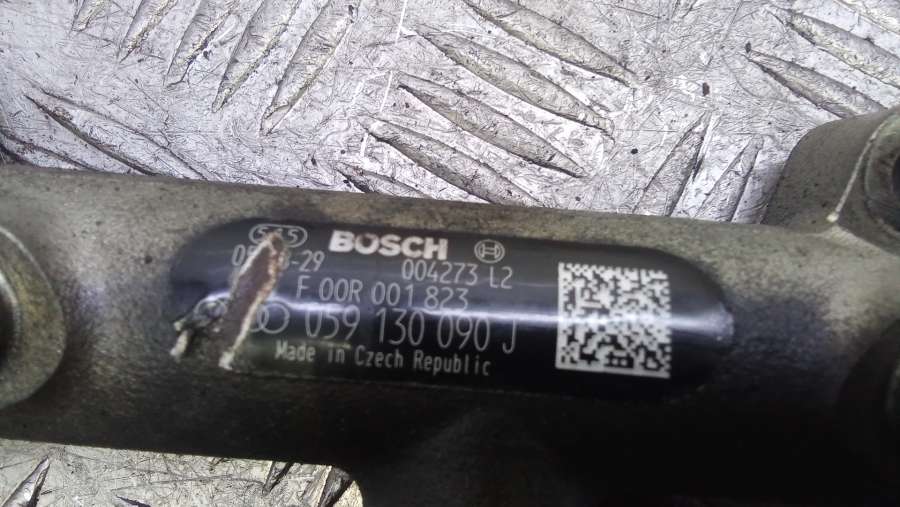 BOSCH
004273 L2
F 00R 001 823
059 130 090 J
Made in Czech Republic